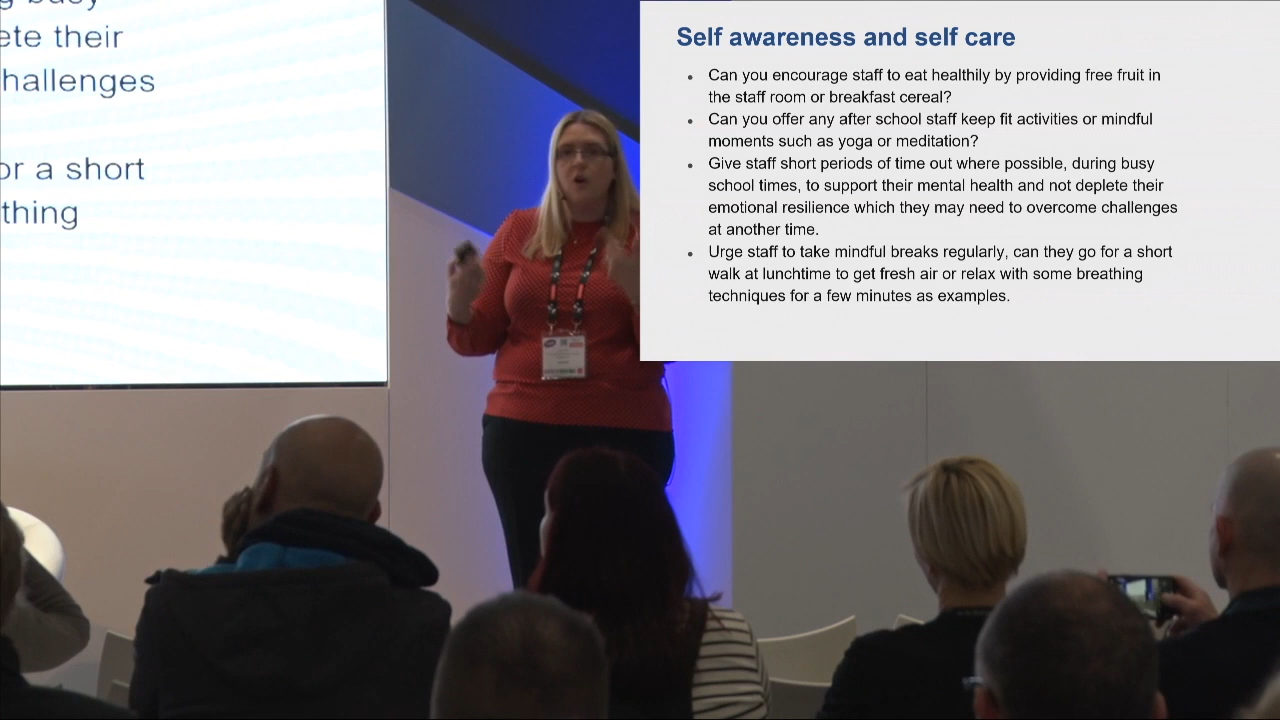 g busy
ete their
hallenges
or a short
thing
Self awareness and self care
• Can you encourage staff to eat healthily by providing free fruit in
the staff room or breakfast cereal?
• Can you offer any after school staff keep fit activities or mindful
moments such as yoga or meditation?
• Give staff short periods of time out where possible, during busy
school times, to support their mental health and not deplete their
emotional resilience which they may need to overcome challenges
at another time.
• Urge staff to take mindful breaks regularly, can they go for a short
walk at lunchtime to get fresh air or relax with some breathing
techniques for a few minutes as examples.